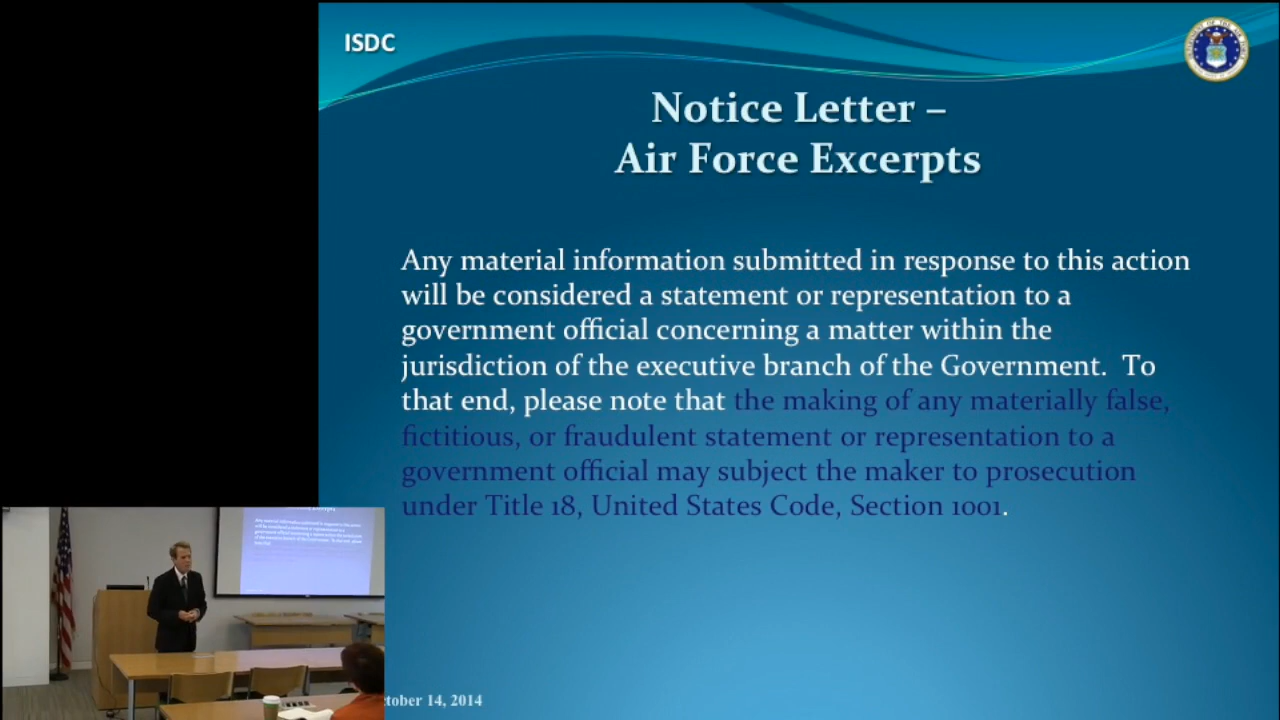 ISDC
Notice Letter –
Air Force Excerpts
Any material information submitted in response to this action
will be considered a statement or representation to a
government official concerning a matter within the
jurisdiction of the executive branch of the Government. To
that end, please note that the making of any materially false,
fictitious, or fraudulent statement or representation to a
government official may subject the maker to prosecution
under Title 18, United States Code, Section 1001.
tober 14, 2014